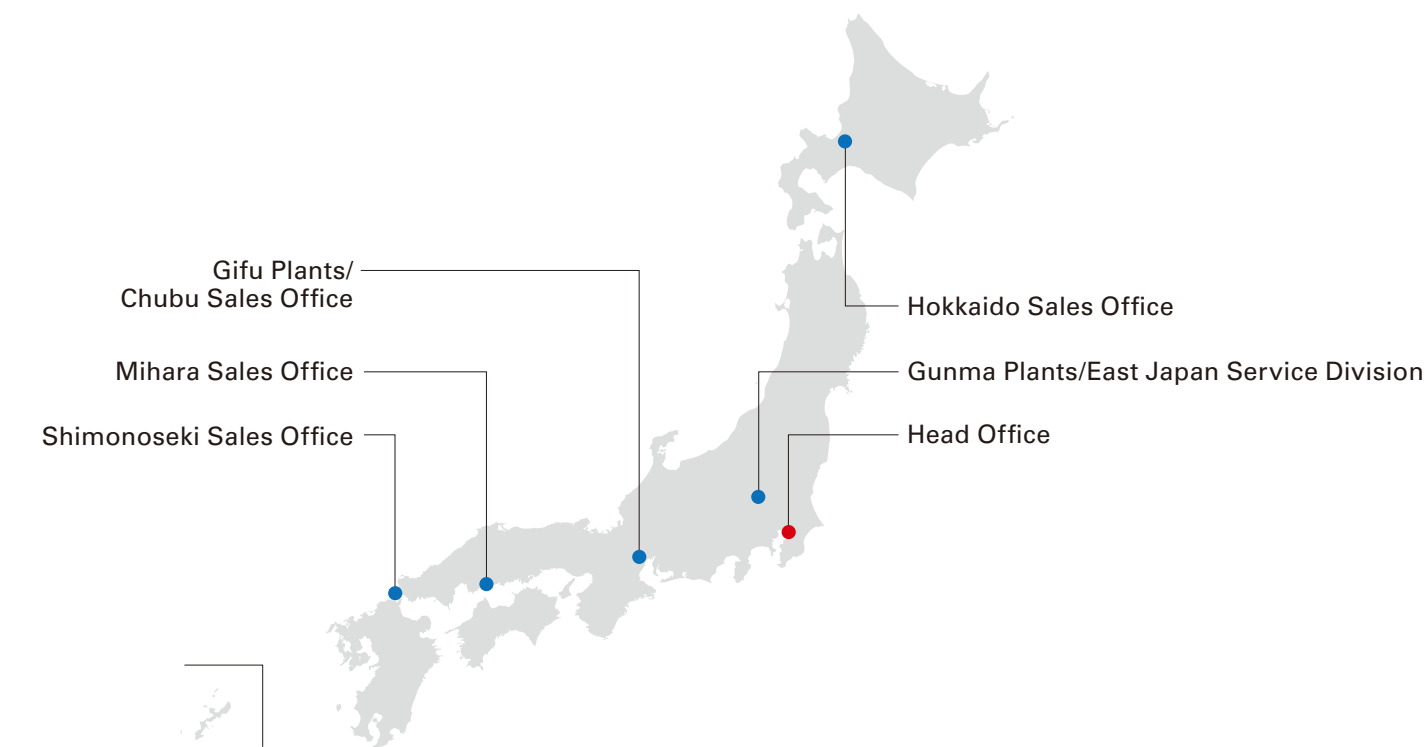 Gifu Plants/
Chubu Sales Office
Mihara Sales Office
Shimonoseki Sales Office
Hokkaido Sales Office
Gunma Plants/East Japan Service Division
Head Office